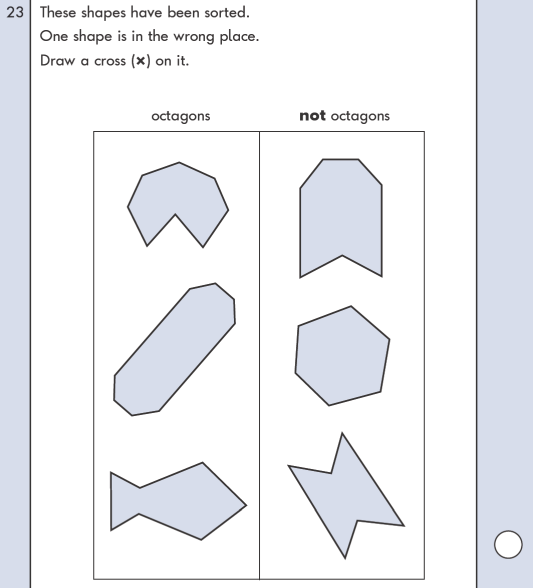 23 These shapes have been sorted.
One shape is in the wrong place.
Draw a cross (×) on it.
octagons not octagons